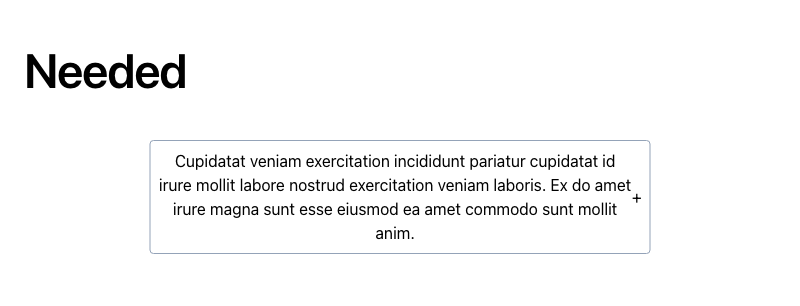 Needed
Cupidatat veniam exercitation incididunt pariatur cupidatat id
irure mollit labore nostrud exercitation veniam laboris. Ex do amet
irure magna sunt esse eiusmod ea amet commodo sunt mollit
anim.
+